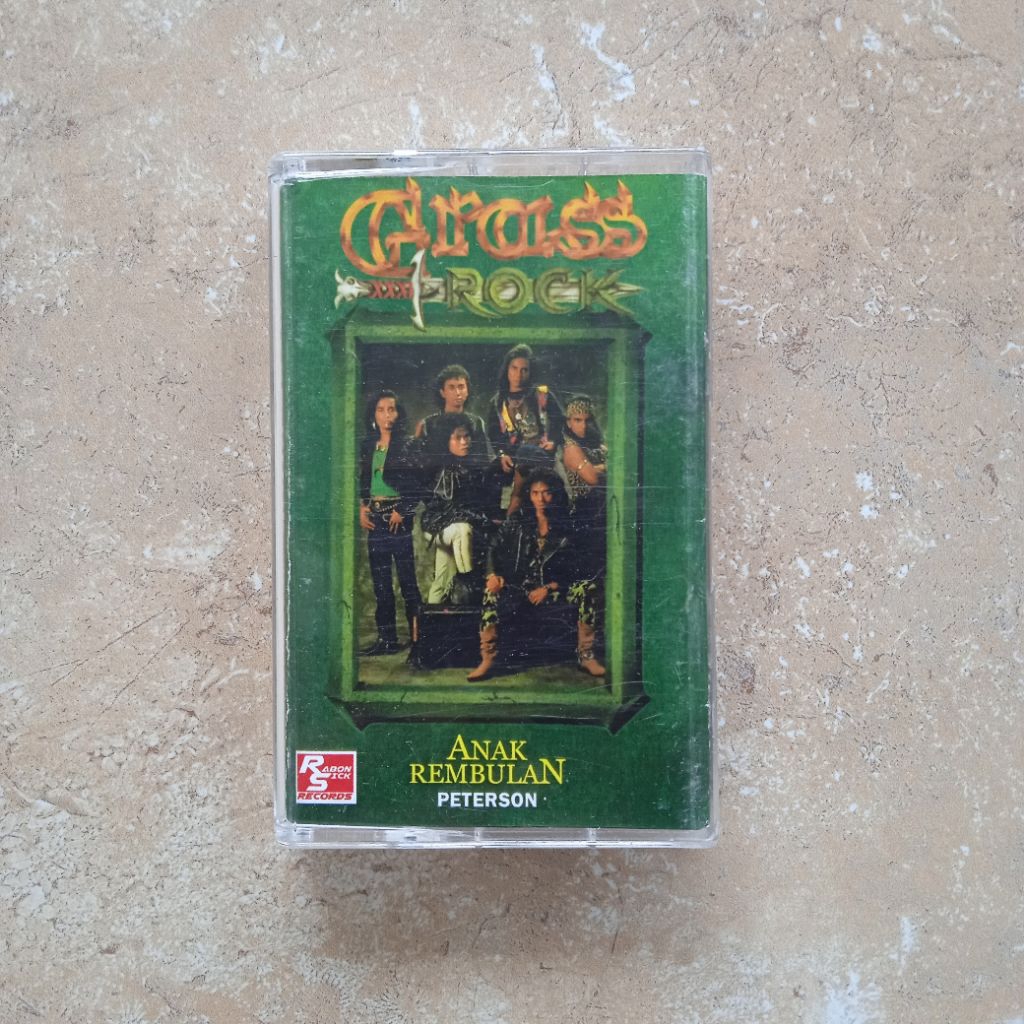 Grass
ROCK
ANAK
REMBULAN
PETERSON
RABON
SICK
RECORDS